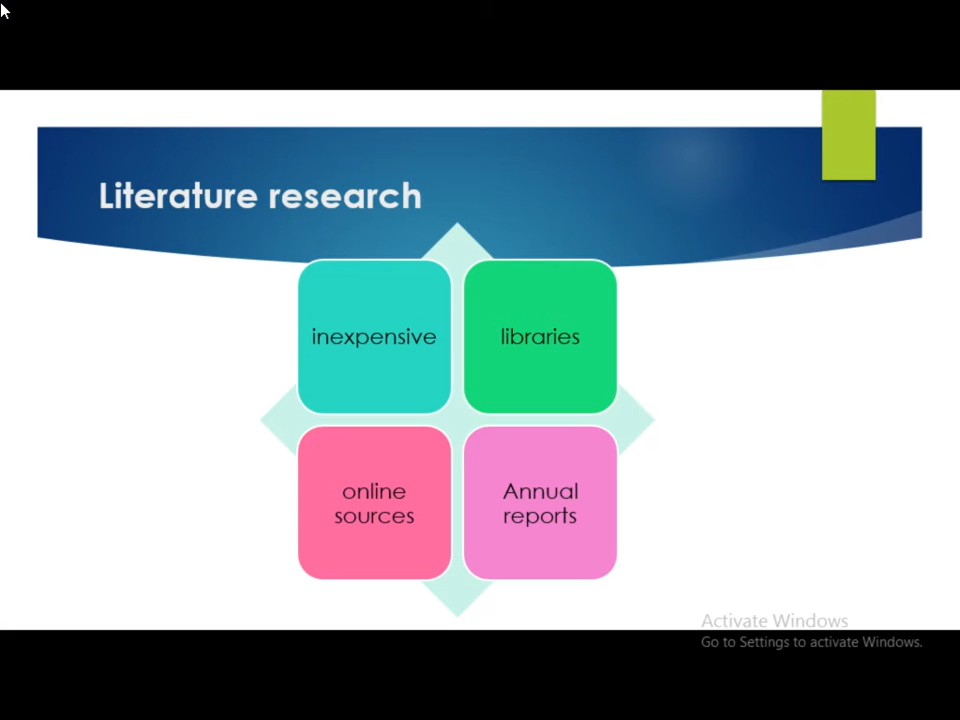 Literature research
inexpensive
libraries
online
sources
Annual
reports
Activate Windows
Go to Settings to activate Windows.